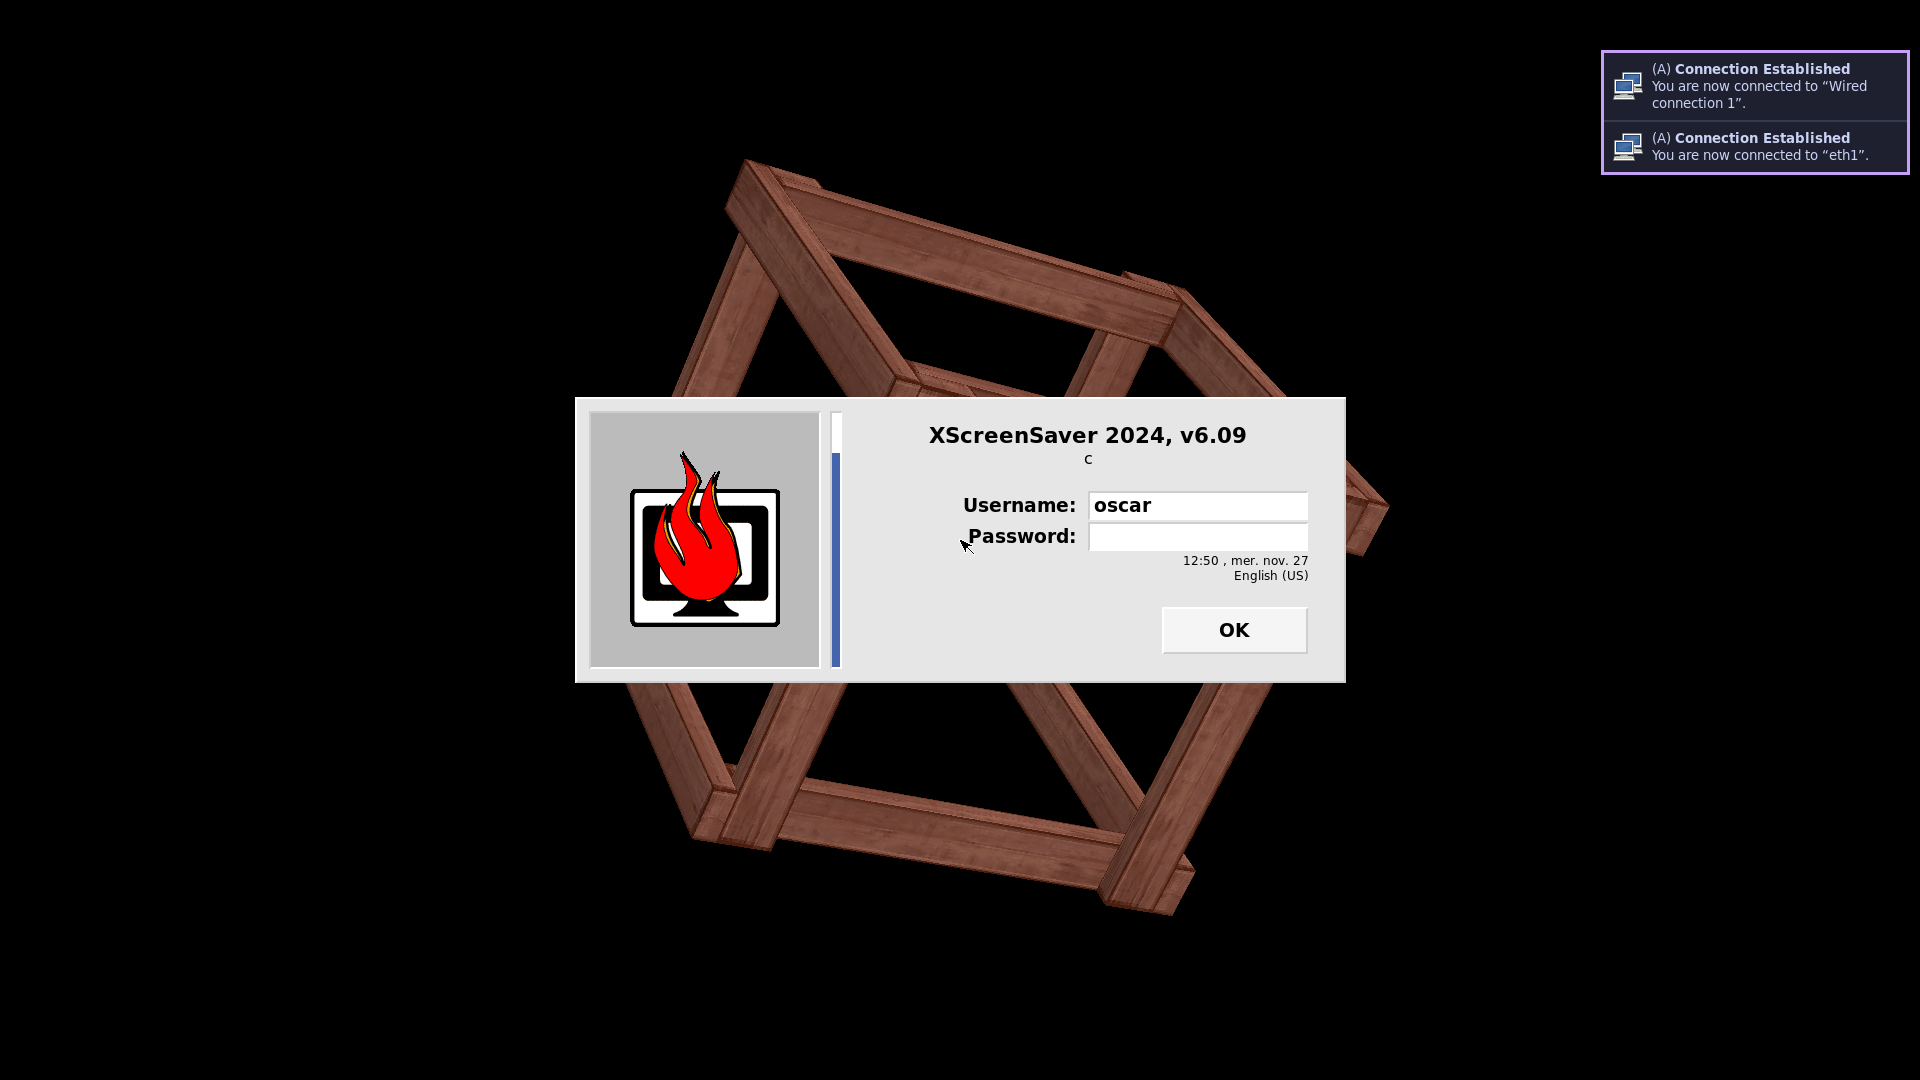 (A) Connection Established
You are now connected to “Wired
connection 1”.
(A) Connection Established
You are now connected to “eth1”.
XScreenSaver 2024, v6.09
c
Username: oscar
Password:
12:50 , mer. nov. 27
English (US)
OK